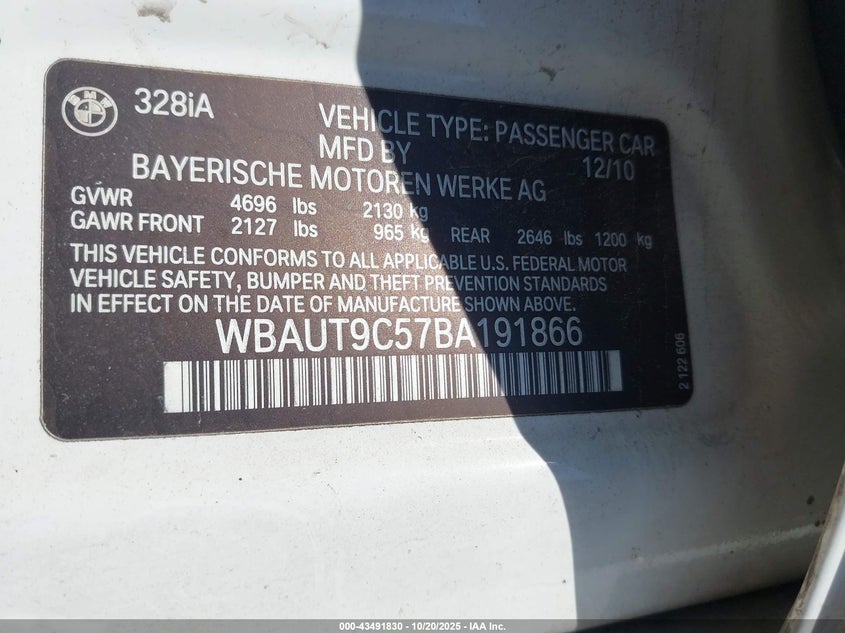 BMW
328iA
VEHICLE TYPE: PASSENGER CAR
MFD BY 12/10
BAYERISCHE MOTOREN WERKE AG
GVWR 4696 lbs 2130 kg
GAWR FRONT 2127 lbs 965 kg REAR 2646 lbs 1200 kg
THIS VEHICLE CONFORMS TO ALL APPLICABLE U.S. FEDERAL MOTOR
VEHICLE SAFETY, BUMPER AND THEFT PREVENTION STANDARDS
IN EFFECT ON THE DATE OF MANUFACTURE SHOWN ABOVE.
WBAUT9C57BA191866
2 122 606
000-43491830 - 10/20/2025 - IAA Inc.